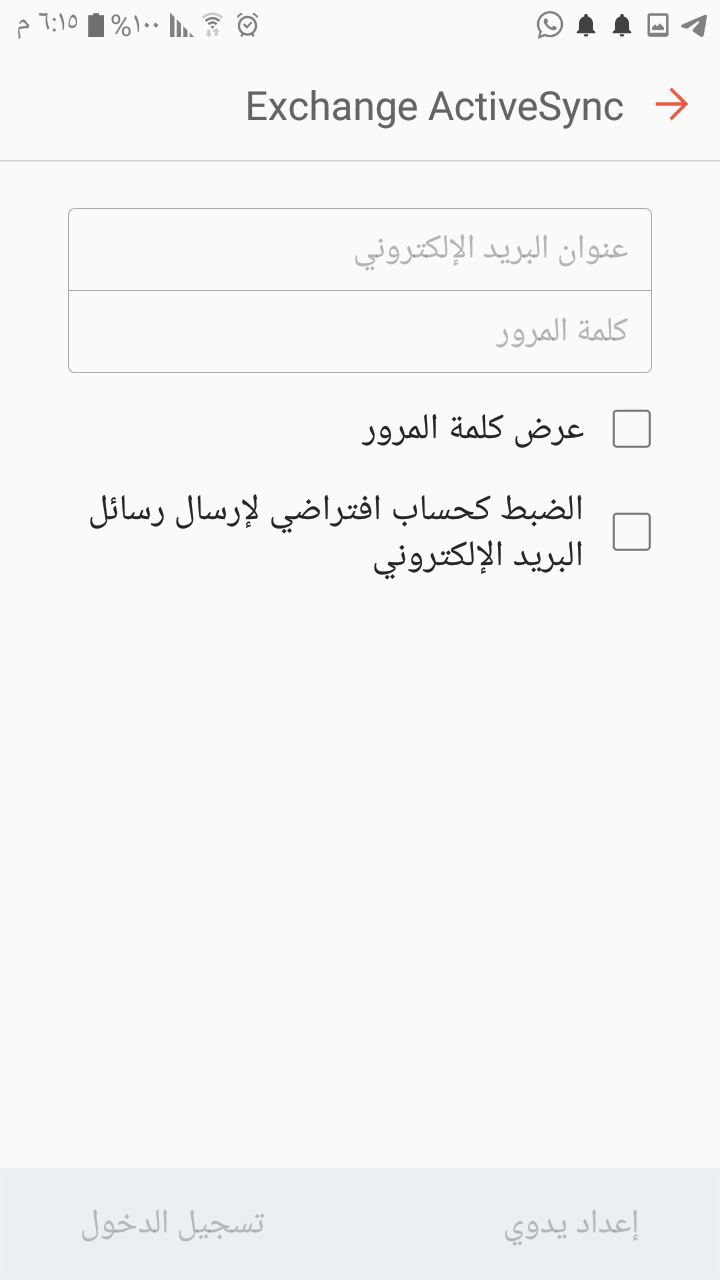 ٦:١٥ م
%١٠٠
Exchange ActiveSync
عنوان البريد الإلكتروني
كلمة المرور
عرض كلمة المرور
الضبط كحساب افتراضي لإرسال رسائل
البريد الإلكتروني
إعداد يدوي
تسجيل الدخول